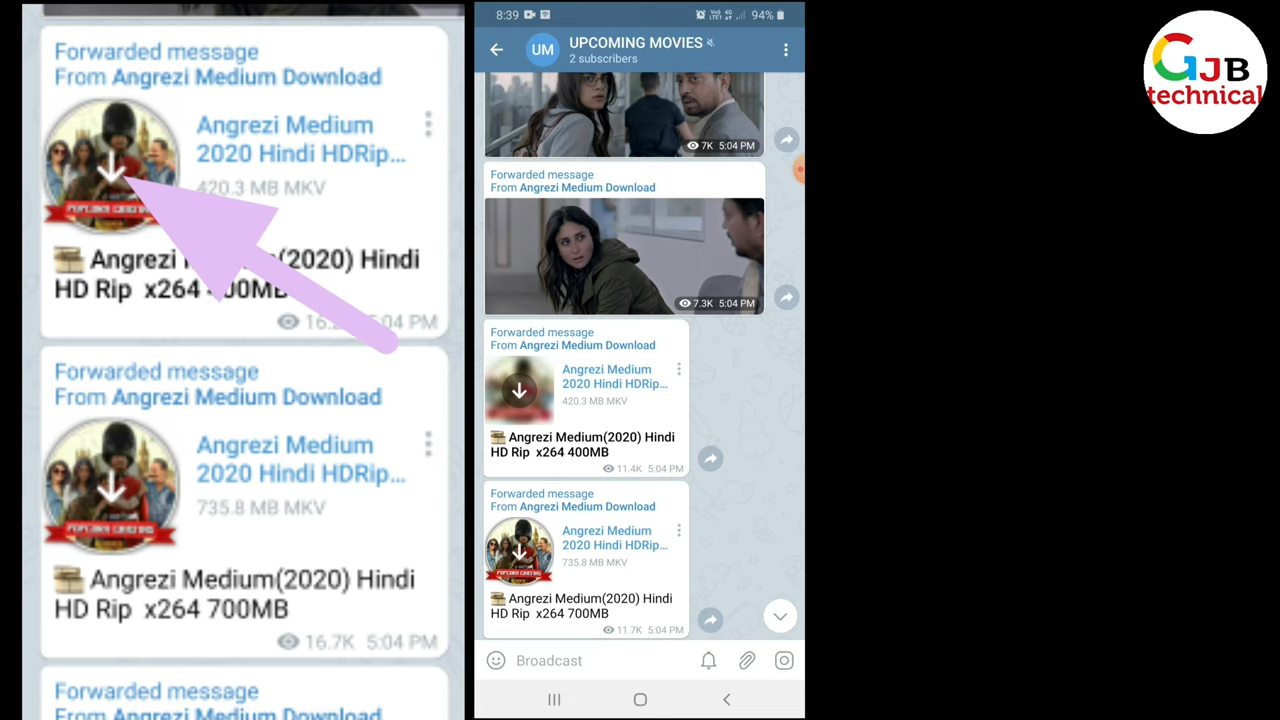 Forwarded message
From Angrezi Medium Download
Angrezi Medium
2020 Hindi HDRip...
420.3 MB MKV
Angrezi (2020) Hindi
HD Rip x264 400MB
5:04 PM
Forwarded message
From Angrezi Medium Download
Angrezi Medium
2020 Hindi HDRip...
735.8 MB MKV
Angrezi Medium(2020) Hindi
HD Rip x264 700MB
16.7K 5:04 PM
Forwarded message
From Angrezi Medium Download
8:39
94%
UM
UPCOMING MOVIES
2 subscribers
7K 5:04 PM
Forwarded message
From Angrezi Medium Download
7.3K 5:04 PM
Forwarded message
From Angrezi Medium Download
Angrezi Medium
2020 Hindi HDRip...
420.3 MB MKV
Angrezi Medium(2020) Hindi
HD Rip x264 400MB
11.4K 5:04 PM
Forwarded message
From Angrezi Medium Download
Angrezi Medium
2020 Hindi HDRip...
735.8 MB MKV
Angrezi Medium(2020) Hindi
HD Rip x264 700MB
11.7K 5:04 PM
Broadcast
GJB
technical